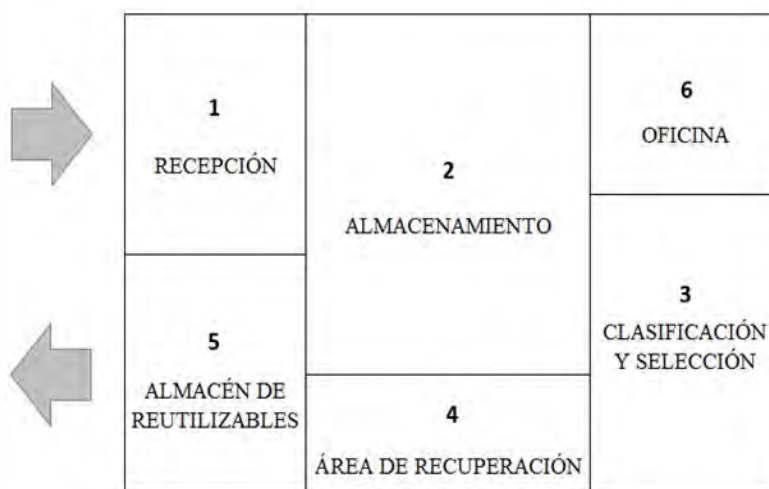 1
RECEPCIÓN
2
ALMACENAMIENTO
6
OFICINA
3
CLASIFICACIÓN
Y SELECCIÓN
5
ALMACÉN DE
REUTILIZABLES
4
ÁREA DE RECUPERACIÓN